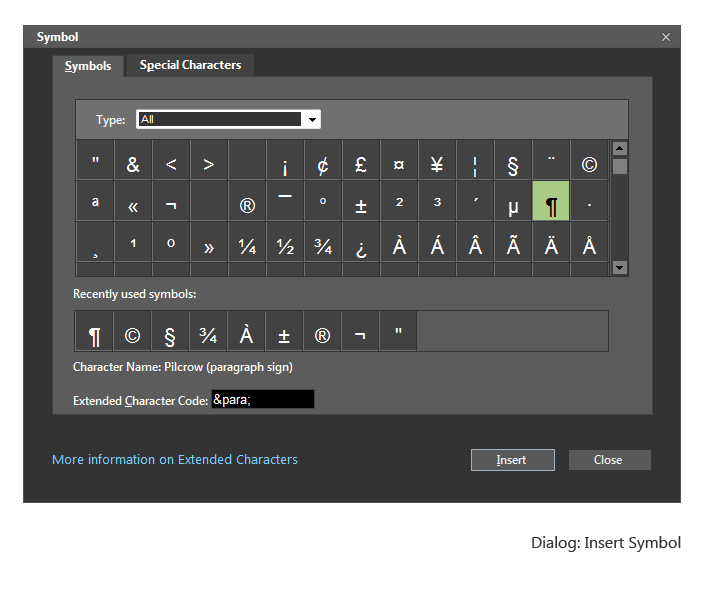 Symbol
Symbols Special Characters
Type: All
" & < > ¡ ¢ £ ¤ ¥ ¦ § ¨ ©
ª « ¬ ® ¯ ° ± ² ³ ´ µ ¶ ·
¸ ¹ º » ¼ ½ ¾ ¿ À Á Â Ã Ä Å
Recently used symbols:
¶ © § ¾ À ± ® ¬ "
Character Name: Pilcrow (paragraph sign)
Extended Character Code: &para;
More information on Extended Characters Insert Close
Dialog: Insert Symbol